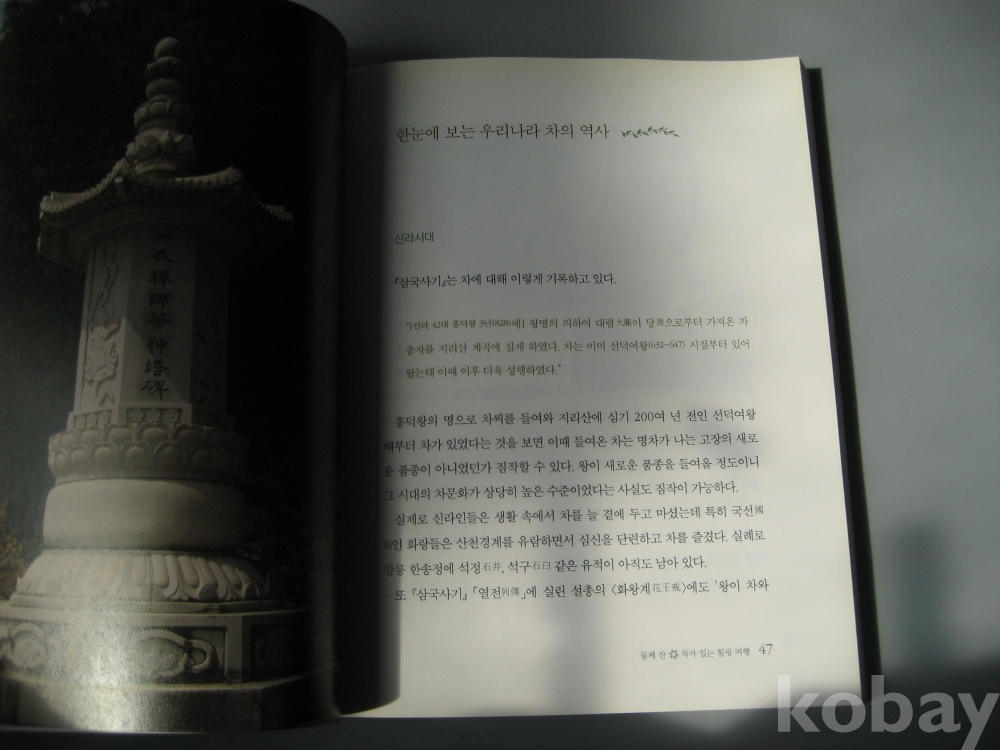 衣禪師茶神塔碑
한눈에 보는 우리나라 차의 역사
신라시대
『삼국사기』는 차에 대해 이렇게 기록하고 있다.
"[신라 42대 흥덕왕 3년(828)에] 왕명의 의하여 대렴大廉이 당唐으로부터 가져온 차
종자를 지리산 계곡에 심게 하였다. 차는 이미 선덕여왕(632~647) 시절부터 있어
왔는데 이때 이후 더욱 성행하였다."
흥덕왕의 명으로 차씨를 들여와 지리산에 심기 200여 년 전인 선덕여왕
때부터 차가 있었다는 것을 보면 이때 들여온 차는 명차가 나는 고장의 새로
운 품종이 아니었던가 짐작할 수 있다. 왕이 새로운 품종을 들여올 정도이니
그 시대의 차문화가 상당히 높은 수준이었다는 사실도 짐작이 가능하다.
실제로 신라인들은 생활 속에서 차를 늘 곁에 두고 마셨는데 특히 국선國
仙인 화랑들은 산천경계를 유람하면서 심신을 단련하고 차를 즐겼다. 실례로
강릉 한송정에 석정石井, 석구石臼 같은 유적이 아직도 남아 있다.
또 『삼국사기』「열전列傳」에 실린 설총의 〈화왕계花王戒〉에도 '왕이 차와
둘째 잔 차가 있는 힐링 여행 47
kobay